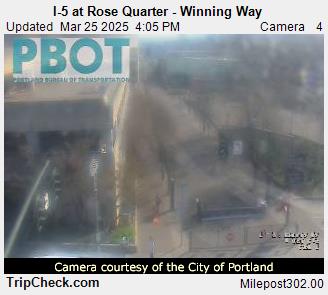 I-5 at Rose Quarter - Winning Way
Updated Mar 25 2025 4:05 PM Camera 4
PBOT
PORTLAND BUREAU OF TRANSPORTATION
Camera courtesy of the City of Portland
TripCheck.com Milepost302.00